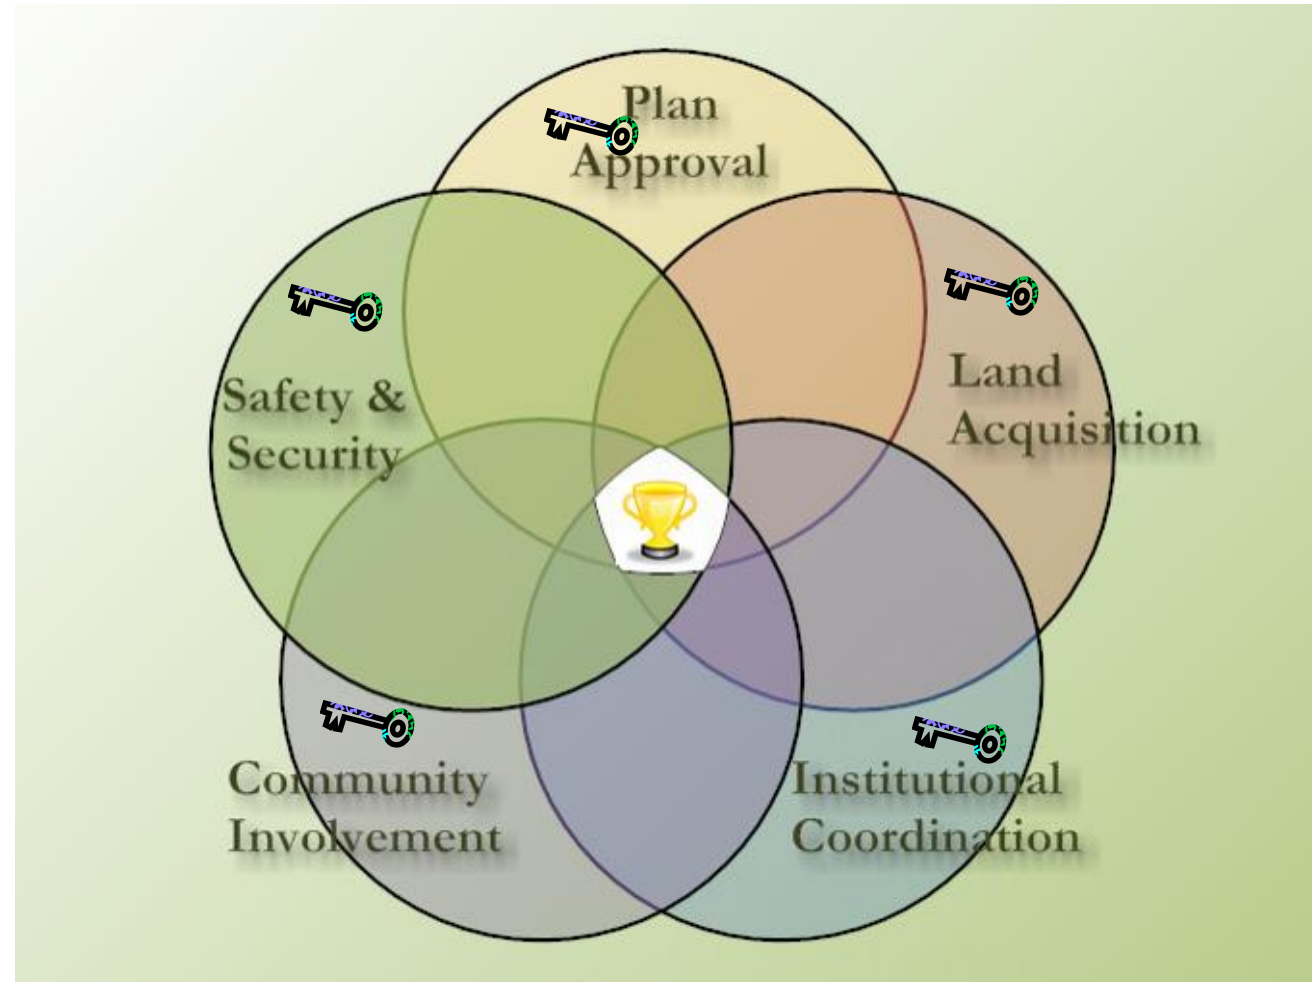 Plan
Approval
Safety &
Security
Land
Acquisition
Community
Involvement
Institutional
Coordination